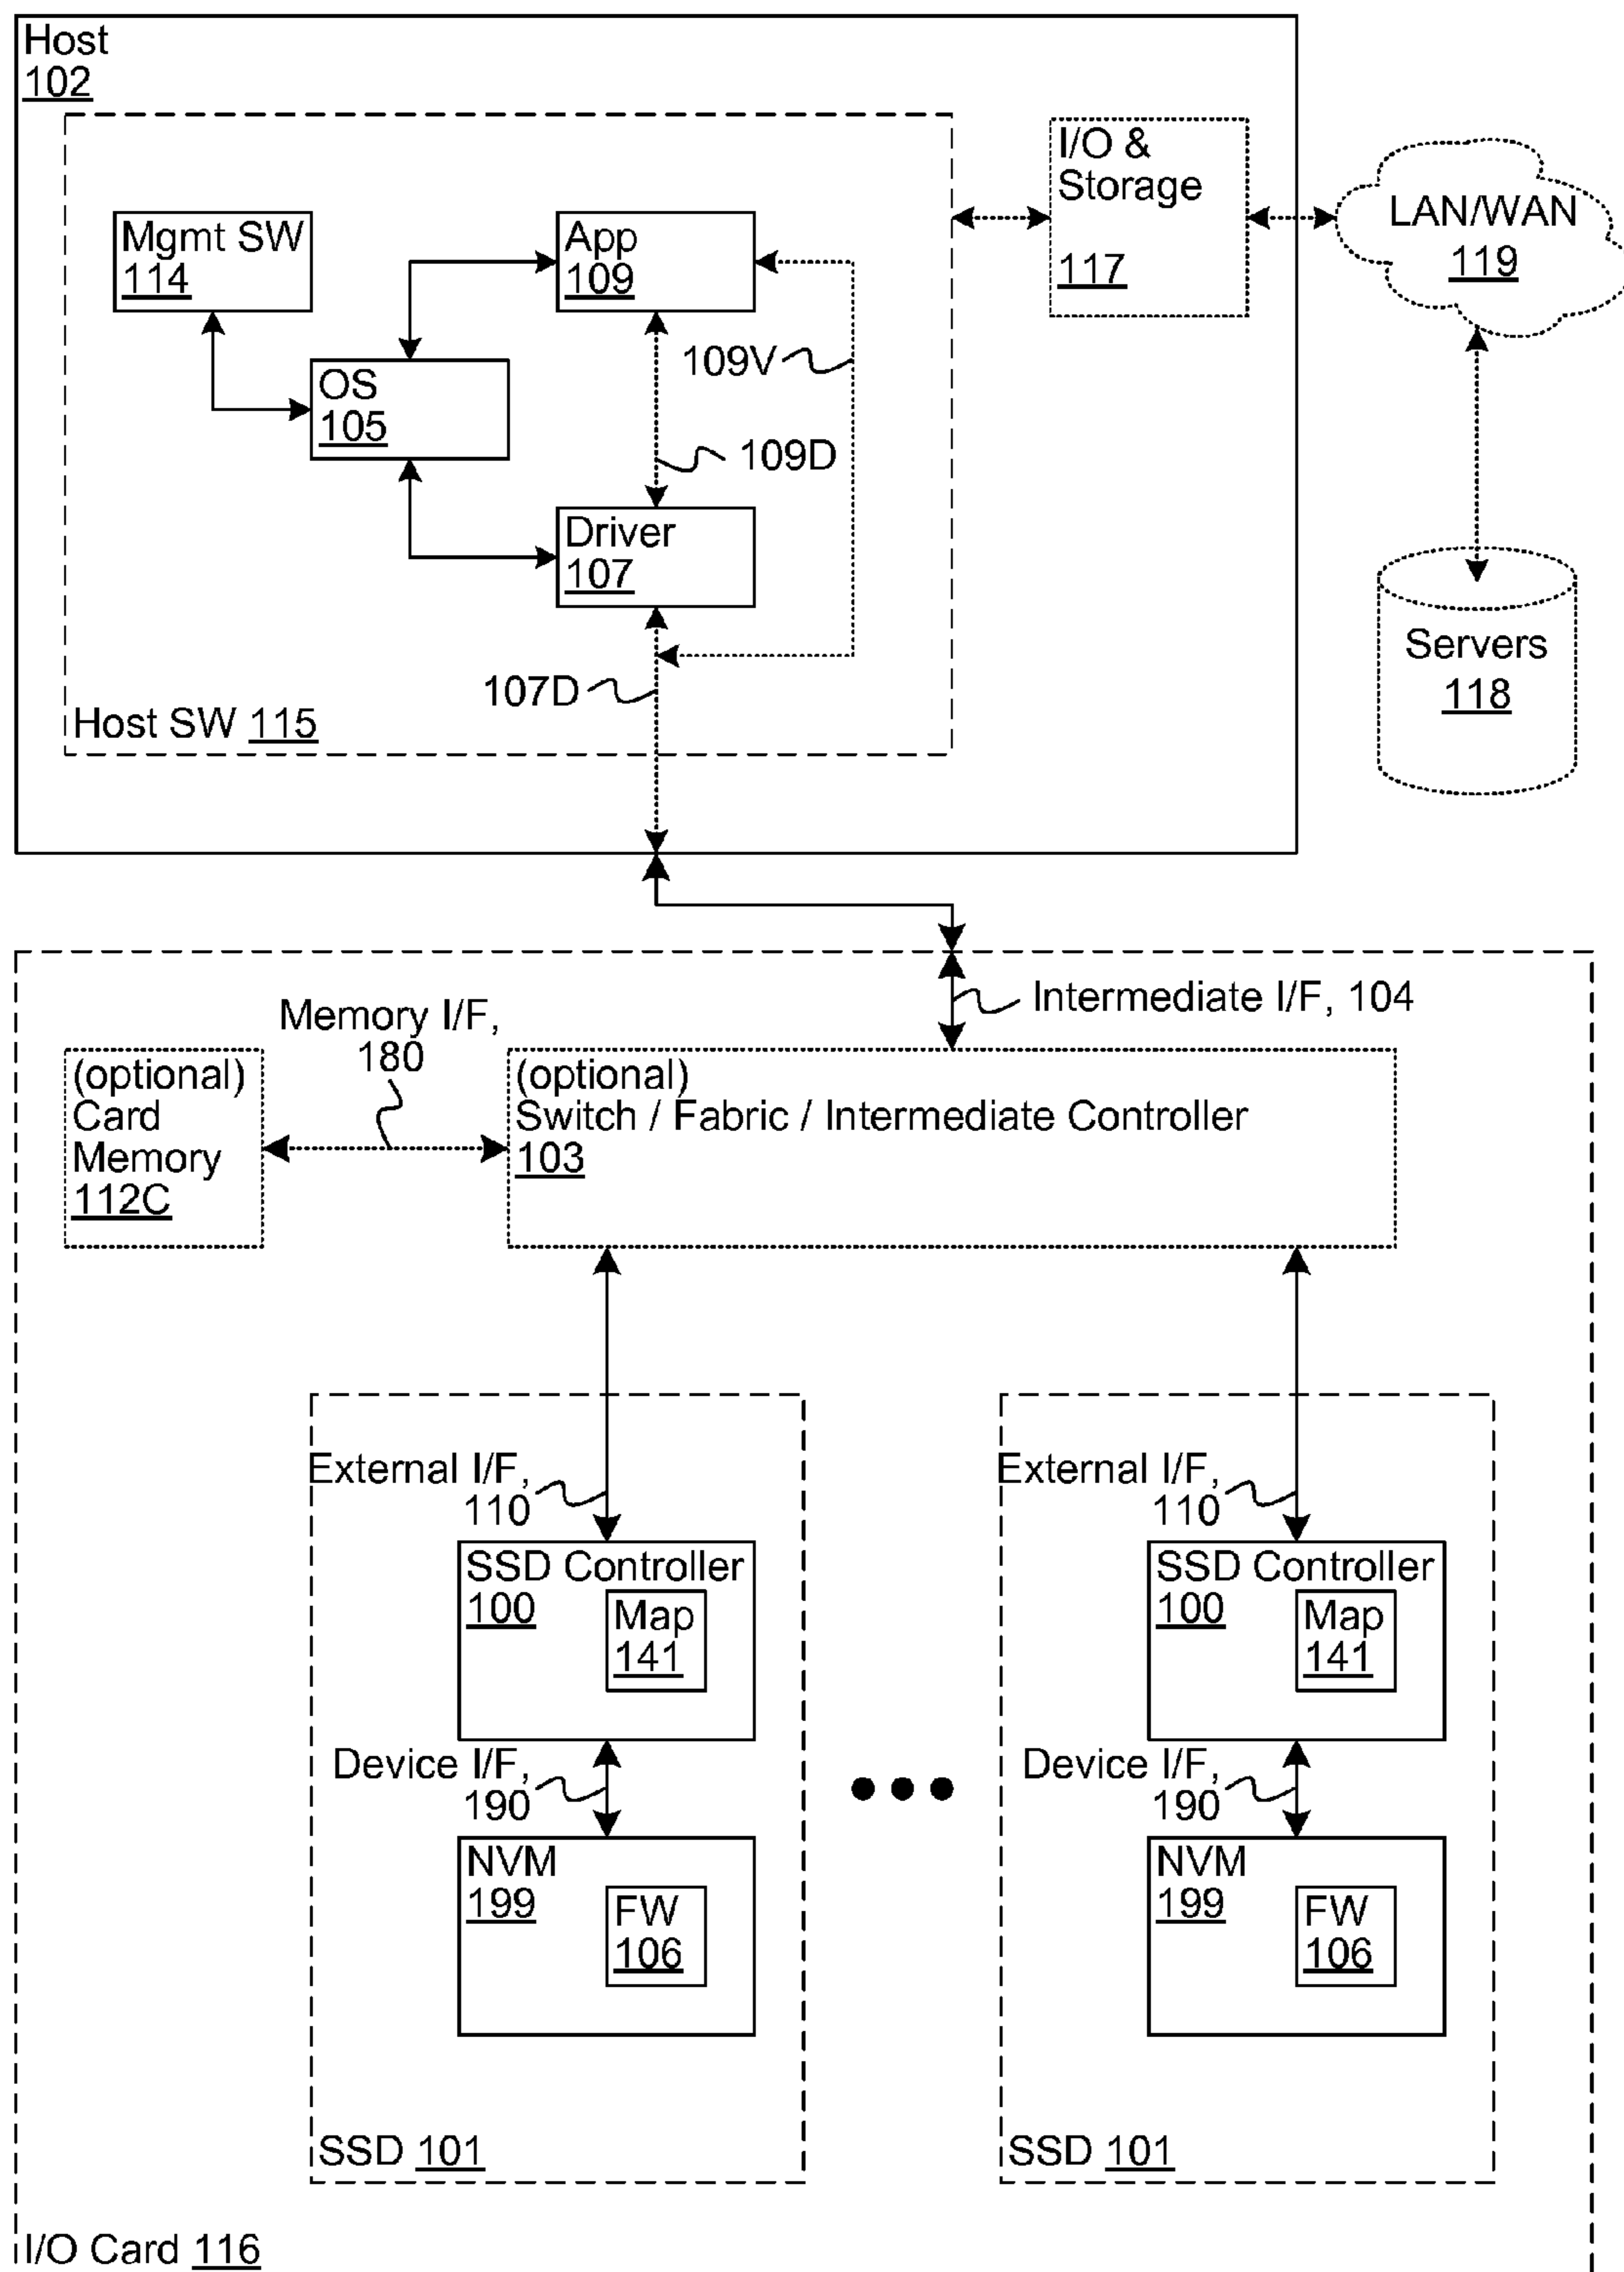 Host
102
I/O &
Storage
117
LAN/WAN
119
Mgmt SW
114
App
109
109V
OS
105
109D
Driver
107
Servers
118
107D
Host SW 115
Intermediate I/F, 104
Memory I/F,
180
(optional)
Card
Memory
112C
(optional)
Switch / Fabric / Intermediate Controller
103
External I/F,
110
SSD Controller
100
Map
141
Device I/F,
190
NVM
199
FW
106
SSD 101
External I/F,
110
SSD Controller
100
Map
141
Device I/F,
190
NVM
199
FW
106
SSD 101
I/O Card 116